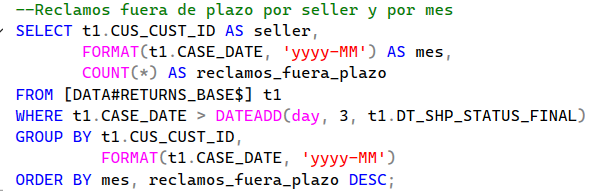 --Reclamos fuera de plazo por seller y por mes
SELECT t1.CUS_CUST_ID AS seller,
       FORMAT(t1.CASE_DATE, 'yyyy-MM') AS mes,
       COUNT(*) AS reclamos_fuera_plazo
FROM [DATA#RETURNS_BASE$] t1
WHERE t1.CASE_DATE > DATEADD(day, 3, t1.DT_SHP_STATUS_FINAL)
GROUP BY t1.CUS_CUST_ID,
         FORMAT(t1.CASE_DATE, 'yyyy-MM')
ORDER BY mes, reclamos_fuera_plazo DESC;